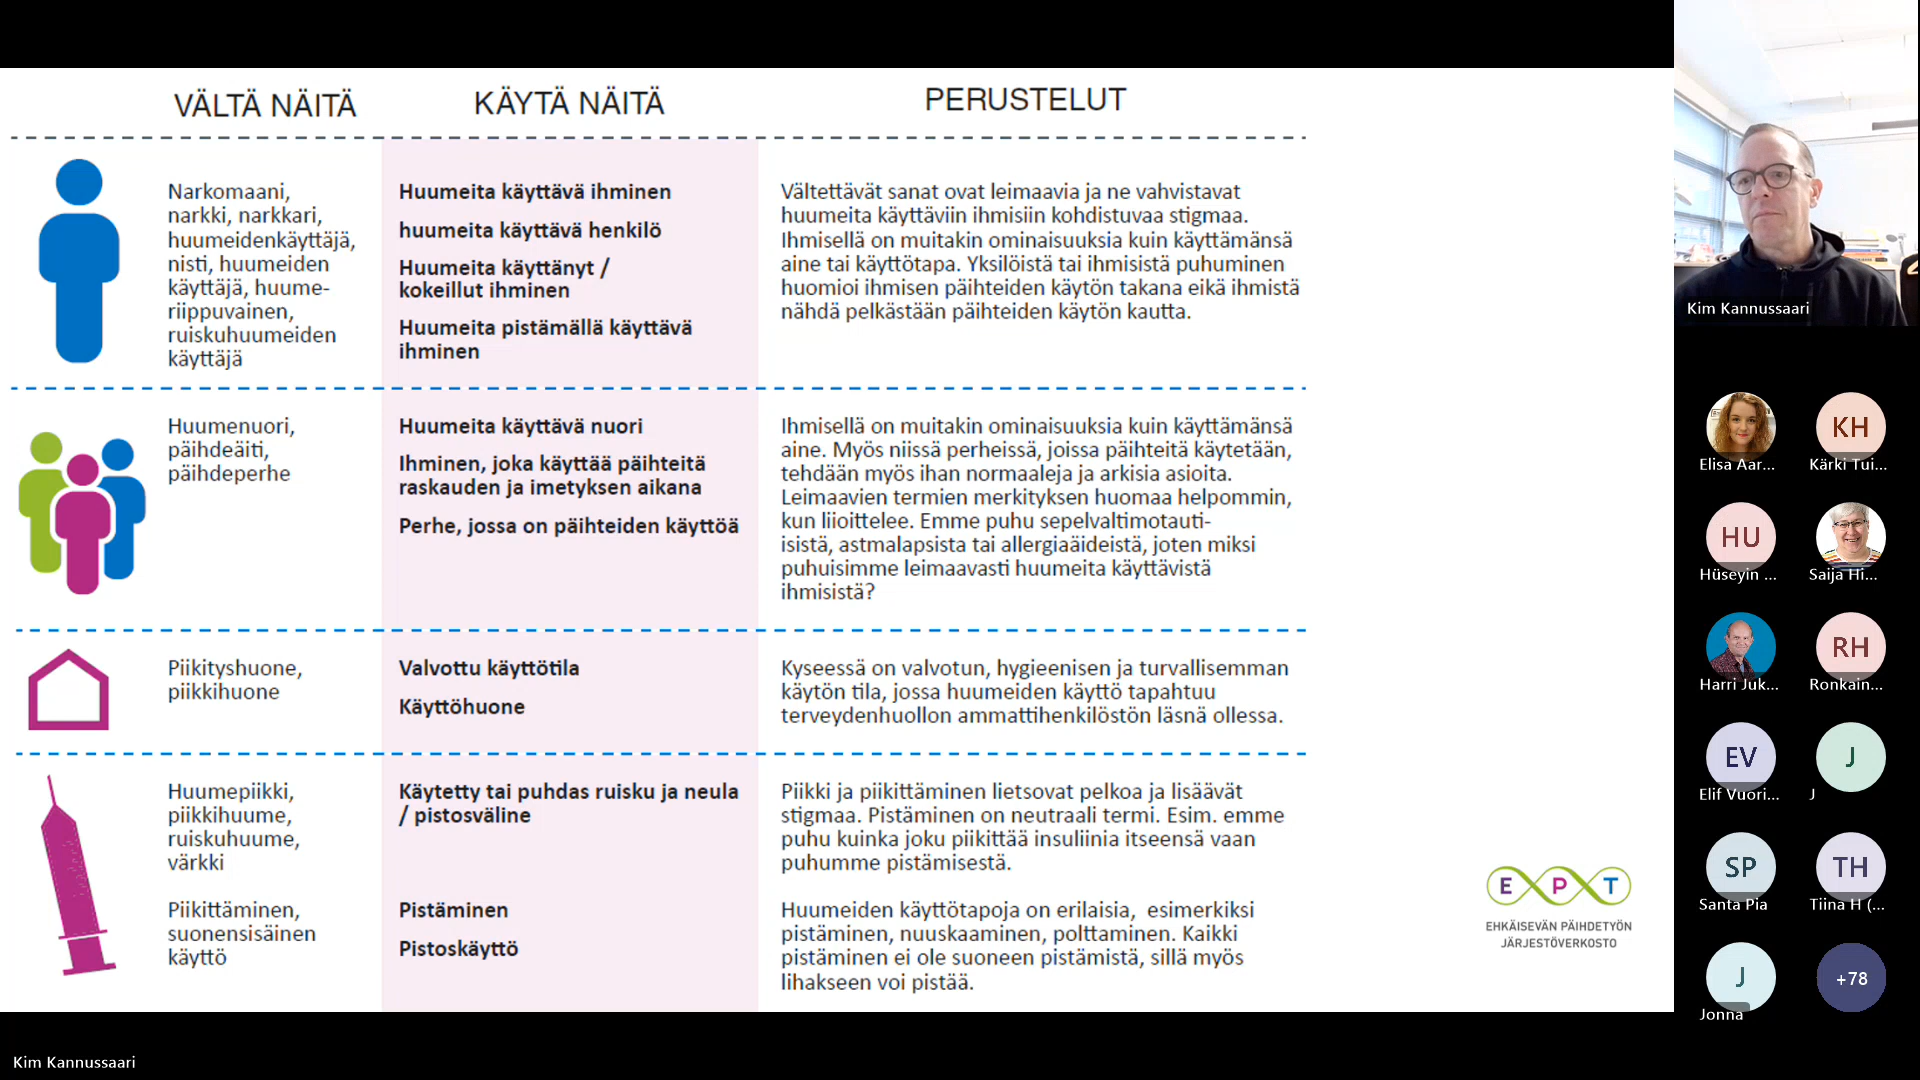 VÄLTÄ NÄITÄ
KÄYTÄ NÄITÄ
PERUSTELUT
Narkomaani,
narkki, narkkari,
huumeidenkäyttäjä,
nisti, huumeiden
käyttäjä, huume-
riippuvainen,
ruiskuhuumeiden
käyttäjä
Huumeita käyttävä ihminen
huumeita käyttävä henkilö
Huumeita käyttänyt /
kokeillut ihminen
Huumeita pistämällä käyttävä
ihminen
Vältettävät sanat ovat leimaavia ja ne vahvistavat
huumeita käyttäviin ihmisiin kohdistuvaa stigmaa.
Ihmisellä on muitakin ominaisuuksia kuin käyttämänsä
aine tai käyttötapa. Yksilöistä tai ihmisistä puhuminen
huomioi ihmisen päihteiden käytön takana eikä ihmistä
nähdä pelkästään päihteiden käytön kautta.
Huumenuori,
päihdeäiti,
päihdeperhe
Huumeita käyttävä nuori
Ihminen, joka käyttää päihteitä
raskauden ja imetyksen aikana
Perhe, jossa on päihteiden käyttöä
Ihmisellä on muitakin ominaisuuksia kuin käyttämänsä
aine. Myös niissä perheissä, joissa päihteitä käytetään,
tehdään myös ihan normaaleja ja arkisia asioita.
Leimaavien termien merkityksen huomaa helpommin,
kun liioittelee. Emme puhu sepelvaltimotauti-
isistä, astmalapsista tai allergiaäideistä, joten miksi
puhuisimme leimaavasti huumeita käyttävistä
ihmisistä?
Piikityshuone,
piikkihuone
Valvottu käyttötila
Käyttöhuone
Kyseessä on valvotun, hygieenisen ja turvallisemman
käytön tila, jossa huumeiden käyttö tapahtuu
terveydenhuollon ammattihenkilöstön läsnä ollessa.
Huumepiikki,
piikkihuume,
ruiskuhuume,
värkki
Käytetty tai puhdas ruisku ja neula
/ pistosväline
Piikki ja piikittäminen lietsovat pelkoa ja lisäävät
stigmaa. Pistäminen on neutraali termi. Esim. emme
puhu kuinka joku piikittää insuliinia itseensä vaan
puhumme pistämisestä.
Piikittäminen,
suonensisäinen
käyttö
Pistäminen
Pistoskäyttö
Huumeiden käyttötapoja on erilaisia, esimerkiksi
pistäminen, nuuskaaminen, polttaminen. Kaikki
pistäminen ei ole suoneen pistämistä, sillä myös
lihakseen voi pistää.
E P T
EHKÄISEVÄN PÄIHDETYÖN
JÄRJESTÖVERKOSTO
Kim Kannussaari
Elisa Aar...
KH
Kärki Tui...
HU
Hüseyin ...
Saija Hi...
Harri Juk...
RH
Ronkain...
EV
Elif Vuori...
J
J
SP
Santa Pia
TH
Tiina H (...
J
Jonna
+78
Kim Kannussaari